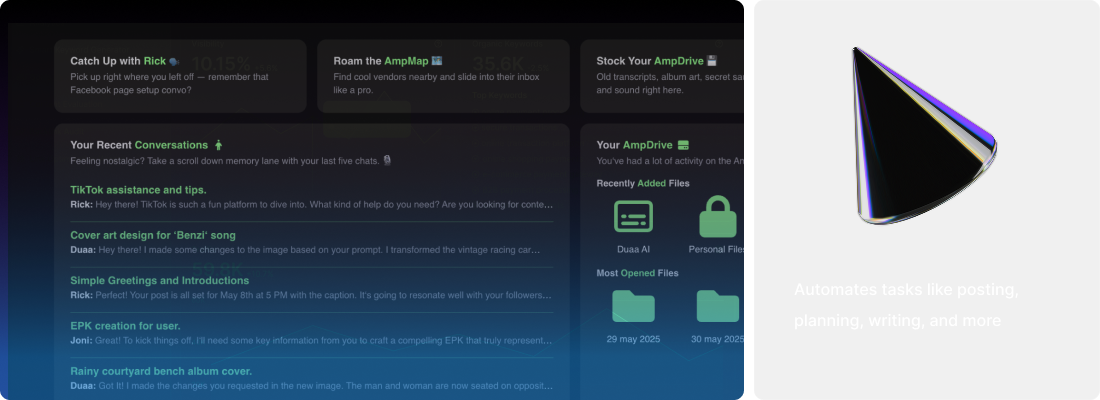 Catch Up with Rick
Pick up right where you left off — remember that
Facebook page setup convo?
10.15%
Roam the AmpMap
Find cool vendors nearby and slide into their inbox
like a pro.
35.6K
Stock Your AmpDrive
Old transcripts, album art, secret
and sound right here.
Your Recent Conversations
Feeling nostalgic? Take a scroll down memory lane with your last five chats.
TikTok assistance and tips.
Rick: Hey there! TikTok is such a fun platform to dive into. What kind of help do you need? Are you looking for conte...
Cover art design for 'Benzi' song
Duaa: Hey there! I made some changes to the image based on your prompt. I transformed the vintage racing car...
Simple Greetings and Introductions
Rick: Perfect! Your post is all set for May 8th at 5 PM with the caption. It's going to resonate well with your followers...
EPK creation for user.
Joni: Great! To kick things off, I'll need some key information from you to craft a compelling EPK that truly represent...
Rainy courtyard bench album cover.
Duaa: Got It! I made the changes you requested in the new image. The man and woman are now seated on opposit...
Your AmpDrive
You've had a lot of activity on the
Recently Added Files
Duaa AI
Personal Files
Most Opened Files
29 may 2025
30 may 2025
Automates tasks like posting,
planning, writing, and more